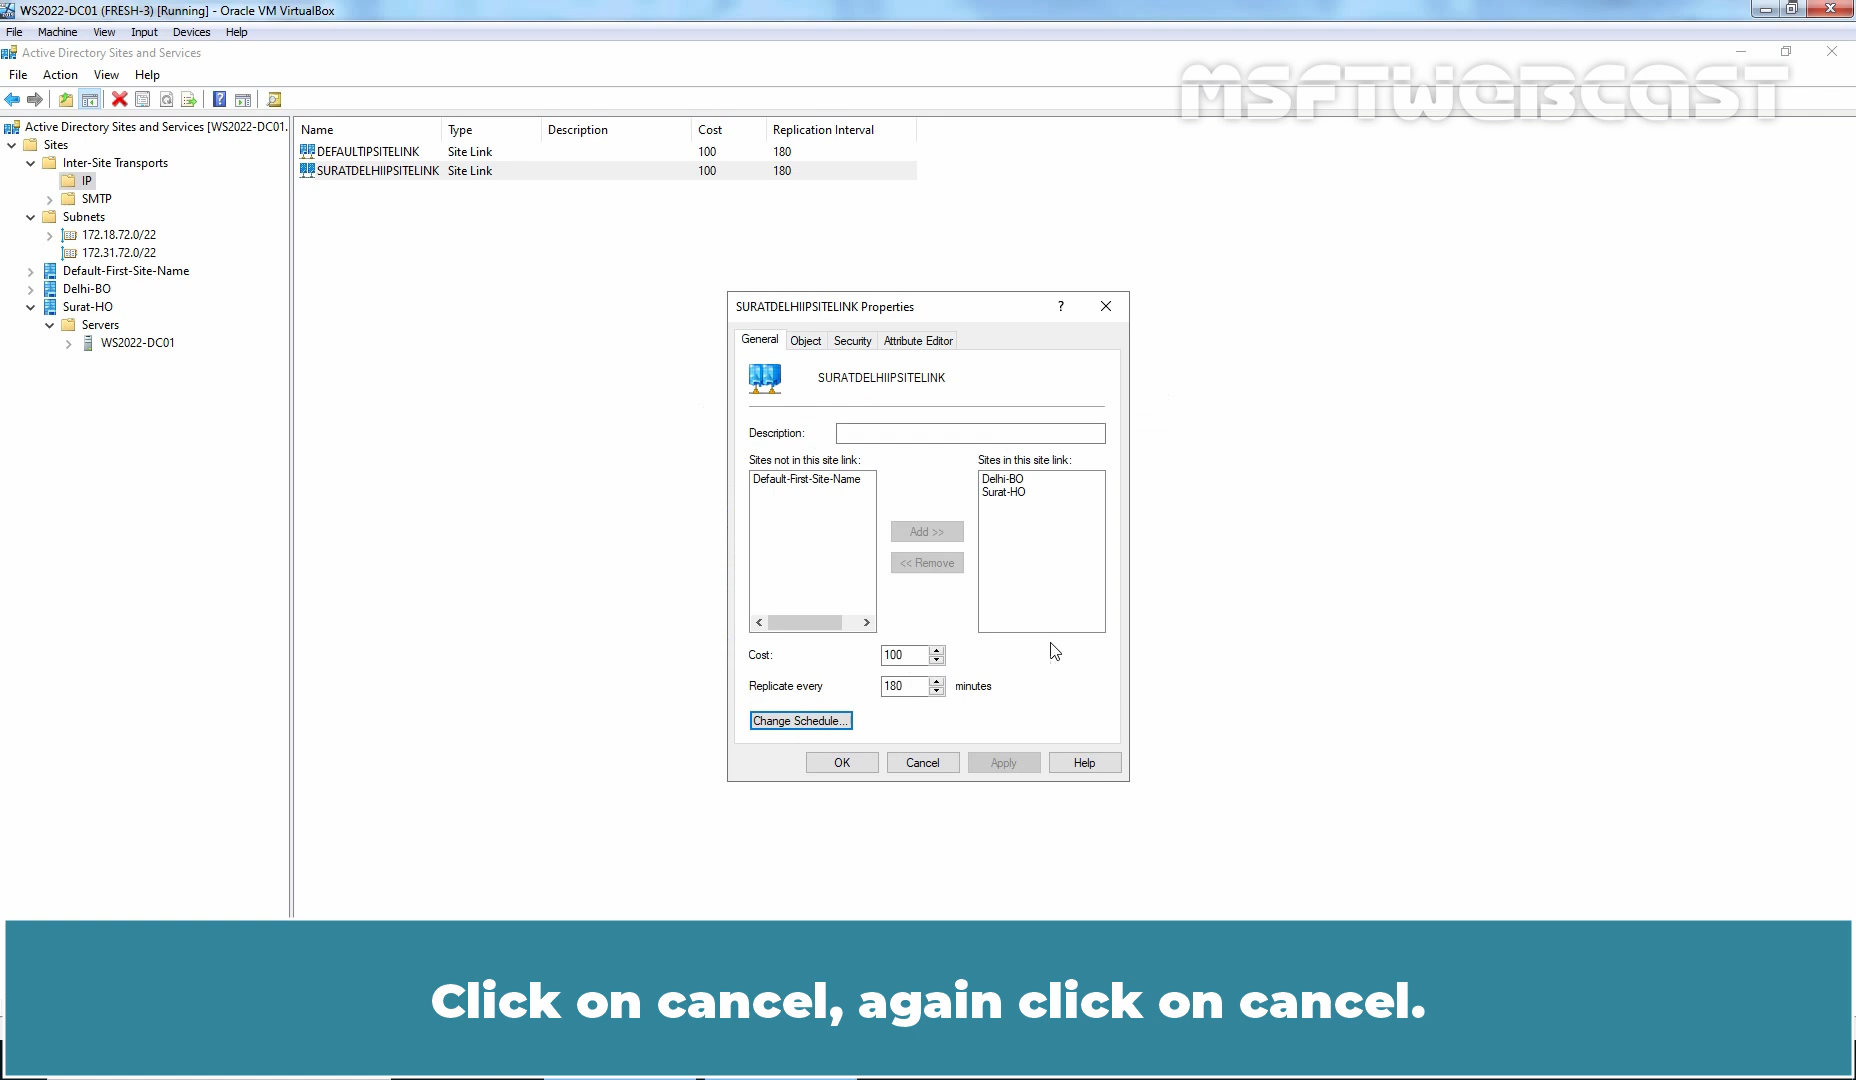 WS2022-DC01 (FRESH-3) [Running] - Oracle VM VirtualBox
File Machine View Input Devices Help
Active Directory Sites and Services
File Action View Help
MSFTWEBCAST
Active Directory Sites and Services [WS2022-DC01.
Sites
Inter-Site Transports
IP
SMTP
Subnets
172.18.72.0/22
172.31.72.0/22
Default-First-Site-Name
Delhi-BO
Surat-HO
Servers
WS2022-DC01
Name Type Description Cost Replication Interval
DEFAULTIPSITELINK Site Link 100 180
SURATDELHIIPSITELINK Site Link 100 180
SURATDELHIIPSITELINK Properties ?
General Object Security Attribute Editor
SURATDELHIIPSITELINK
Description:
Sites not in this site link: Sites in this site link:
Default-First-Site-Name Delhi-BO
Surat-HO
Add >>
<< Remove
Cost: 100
Replicate every 180 minutes
Change Schedule...
OK Cancel Apply Help
Click on cancel, again click on cancel.